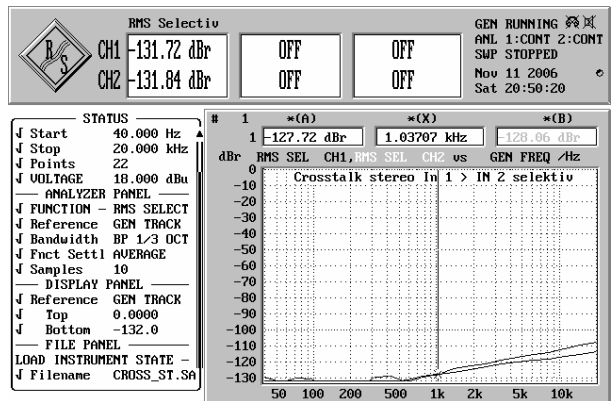 RMS Selectiv
CH1 -131.72 dBr OFF OFF
CH2 -131.84 dBr OFF OFF
GEN RUNNING
ANL 1:CONT 2:CONT
SWP STOPPED
Nov 11 2006
Sat 20:50:20
R S
STATUS
Start 40.000 Hz
Stop 20.000 kHz
Points 22
VOLTAGE 18.000 dBu
ANALYZER PANEL
FUNCTION - RMS SELECT
Reference GEN TRACK
Bandwidth BP 1/3 OCT
Fnct Settl AVERAGE
Samples 10
DISPLAY PANEL
Reference GEN TRACK
Top 0.0000
Bottom -132.0
FILE PANEL
LOAD INSTRUMENT STATE -
Filename CROSS_ST.SA
# 1 *(A) *(X) *(B)
1 -127.72 dBr 1.03707 kHz -128.06 dBr
dBr RMS SEL CH1,RMS SEL CH2 vs GEN FREQ /Hz
Crosstalk stereo In 1 > IN 2 selektiv
0
-10
-20
-30
-40
-50
-60
-70
-80
-90
-100
-110
-120
-130
50 100 200 500 1k 2k 5k 10k